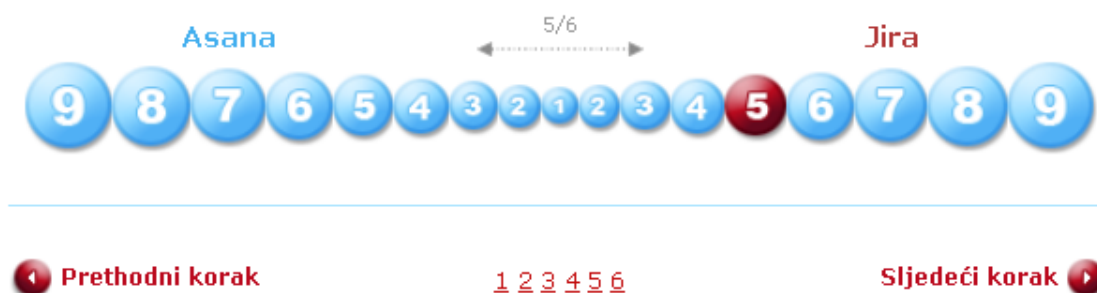 Asana 5/6 Jira
9 8 7 6 5 4 3 2 1 2 3 4 5 6 7 8 9
Prethodni korak 1 2 3 4 5 6 Sljedeći korak